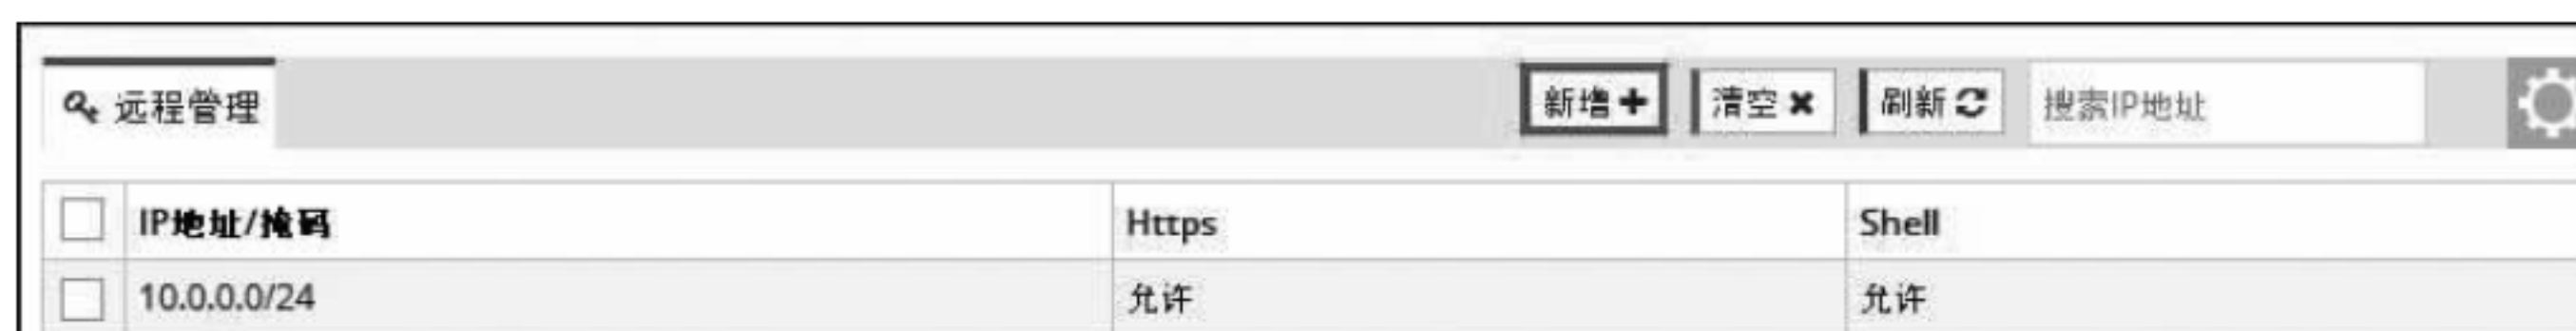 远程管理 新增 清空 刷新 搜索IP地址
IP地址/掩码 Https Shell
10.0.0.0/24 允许 允许